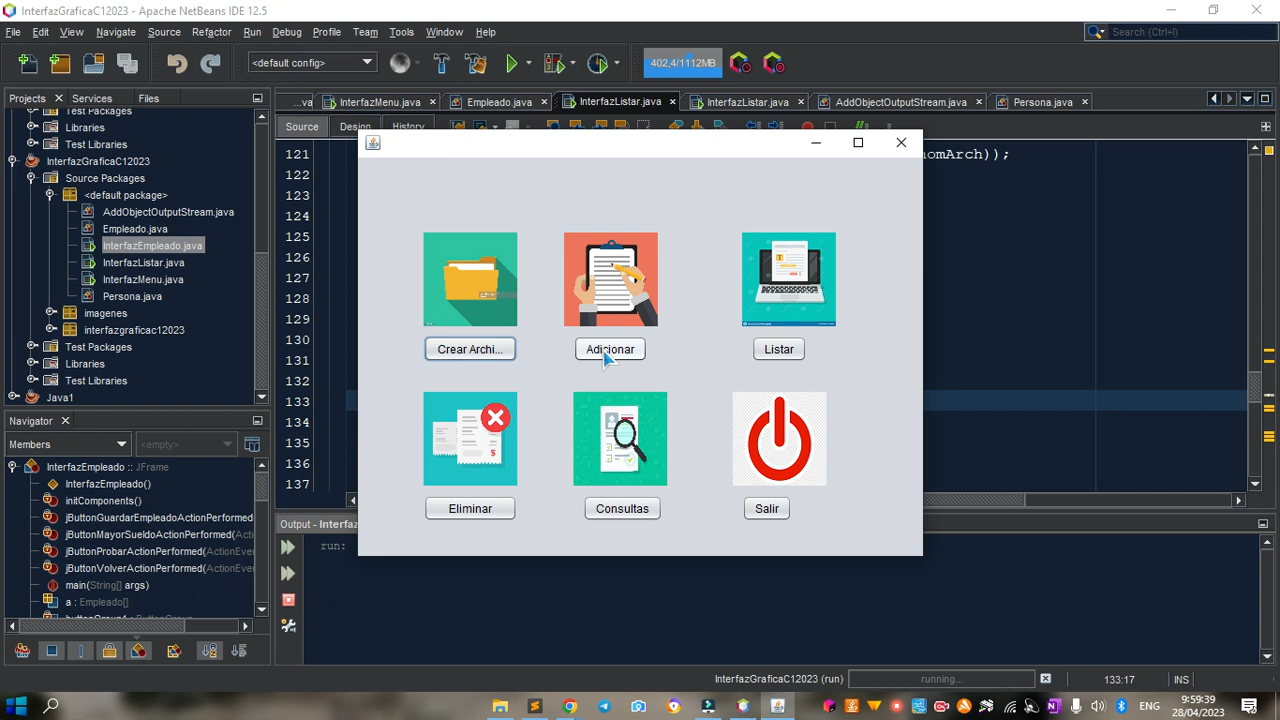 InterfazGraficaC12023 - Apache NetBeans IDE 12.5
File Edit View Navigate Source Refactor Run Debug Profile Team Tools Window Help
Search (Ctrl+I)
<default config>
402,4/1112MB
Projects Services Files
...va InterfazMenu.java Empleado.java InterfazListar.java InterfazListar.java AddObjectOutputStream.java Persona.java
Source Design History
Test Packages
Libraries
Test Libraries
InterfazGraficaC12023
Source Packages
<default package>
AddObjectOutputStream.java
Empleado.java
InterfazEmpleado.java
InterfazListar.java
InterfazMenu.java
Persona.java
interfazgraficac12023
Test Packages
Libraries
Test Libraries
Java1
121
122
123
124
125
126
127
128
129
130
131
132
133
134
135
136
137
omArch));
Crear Archi...
Adicionar
Listar
Eliminar
Consultas
Salir
Navigator
Members
<empty>
InterfazEmpleado :: JFrame
InterfazEmpleado()
initComponents()
jButtonGuardarEmpleadoActionPerformed
jButtonMayorSueldoActionPerformed(
jButtonProbarActionPerformed(ActionEve
jButtonVolverActionPerformed(ActionEver
main(String[] args)
a : Empleado[]
Output - Interfaz
run:
InterfazGraficaC12023 (run)
running...
133:17
INS
ENG
9:59:39
28/04/2023